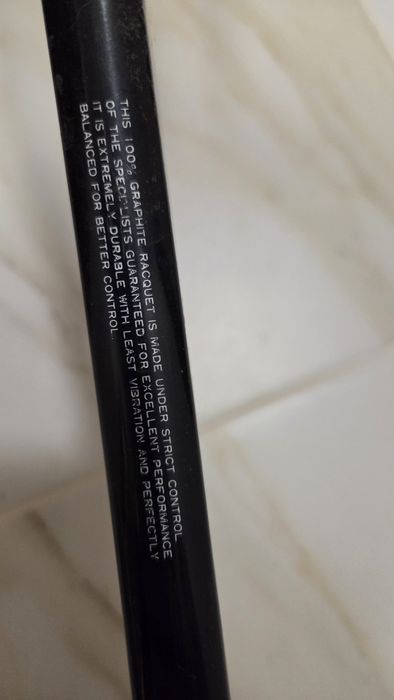 THIS 100% GRAPHITE RACQUET IS MADE UNDER STRICT CONTROL
OF THE SPECIALISTS GUARANTEED FOR EXCELLENT PERFORMANCE
IT IS EXTREMELY DURABLE WITH LEAST VIBRATION AND PERFECTLY
BALANCED FOR BETTER CONTROL.